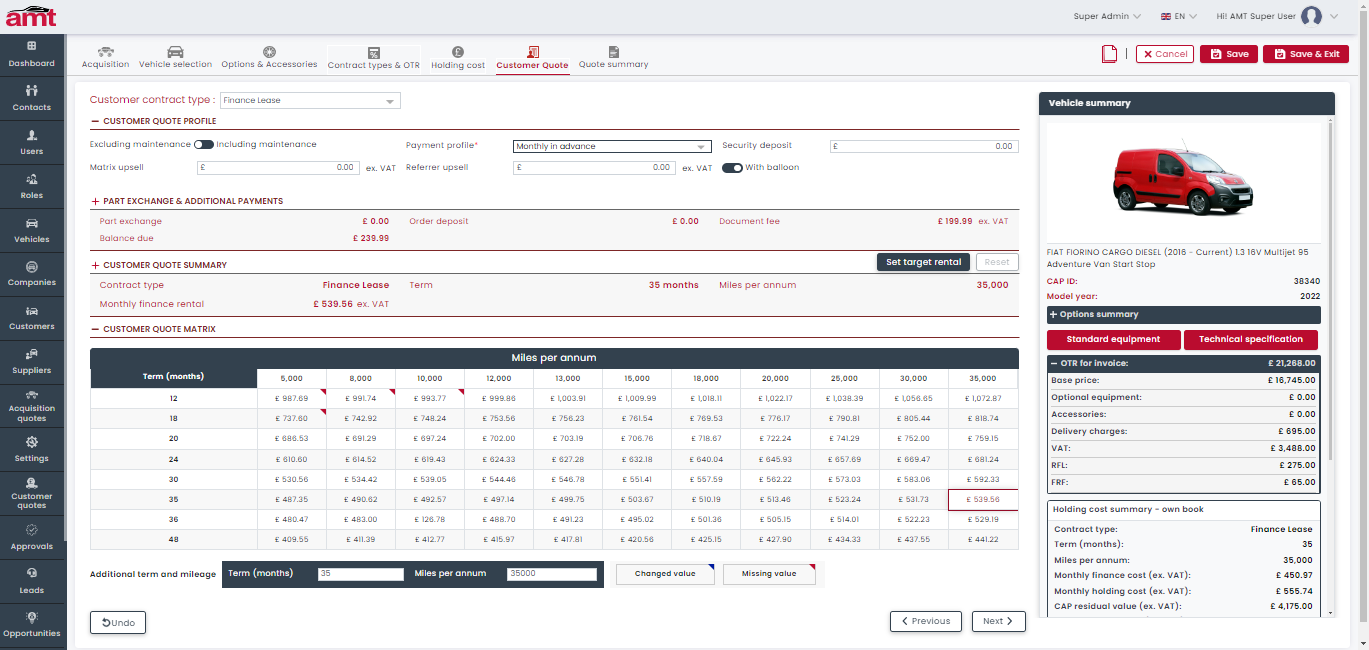 amt
Super Admin EN Hi! AMT Super User
Dashboard
Contacts
Users
Roles
Vehicles
Companies
Customers
Suppliers
Acquisition quotes
Settings
Customer quotes
Approvals
Leads
Opportunities
Acquisition Vehicle selection Options & Accessories Contract types & OTR Holding cost Customer Quote Quote summary
Cancel Save Save & Exit
Customer contract type : Finance Lease
CUSTOMER QUOTE PROFILE
Excluding maintenance Including maintenance Payment profile* Monthly in advance Security deposit £ 0.00
Matrix upsell £ 0.00 ex. VAT Referrer upsell £ 0.00 ex. VAT With balloon
PART EXCHANGE & ADDITIONAL PAYMENTS
Part exchange £ 0.00 Order deposit £ 0.00 Document fee £ 199.99 ex. VAT
Balance due £ 239.99
CUSTOMER QUOTE SUMMARY Set target rental Reset
Contract type Finance Lease Term 35 months Miles per annum 35,000
Monthly finance rental £ 539.56 ex. VAT
CUSTOMER QUOTE MATRIX
Miles per annum
Term (months) 5,000 8,000 10,000 12,000 13,000 15,000 18,000 20,000 25,000 30,000 35,000
12 £ 987.69 £ 991.74 £ 993.77 £ 999.86 £ 1,003.91 £ 1,009.99 £ 1,018.11 £ 1,022.17 £ 1,038.39 £ 1,056.65 £ 1,072.87
18 £ 737.60 £ 742.92 £ 748.24 £ 753.56 £ 756.23 £ 761.54 £ 769.53 £ 776.17 £ 790.81 £ 805.44 £ 818.74
20 £ 686.53 £ 691.29 £ 697.24 £ 702.00 £ 703.19 £ 706.76 £ 718.67 £ 722.24 £ 741.29 £ 752.00 £ 759.15
24 £ 610.60 £ 614.52 £ 619.43 £ 624.33 £ 627.28 £ 632.18 £ 640.04 £ 645.93 £ 657.69 £ 669.47 £ 681.24
30 £ 530.56 £ 534.42 £ 539.05 £ 544.46 £ 546.78 £ 551.41 £ 557.59 £ 562.22 £ 573.03 £ 583.06 £ 592.33
35 £ 487.35 £ 490.62 £ 492.57 £ 497.14 £ 499.75 £ 503.67 £ 510.19 £ 513.46 £ 523.24 £ 531.73 £ 539.56
36 £ 480.47 £ 483.00 £ 126.78 £ 488.70 £ 491.23 £ 495.02 £ 501.36 £ 505.15 £ 514.01 £ 522.23 £ 529.19
48 £ 409.55 £ 411.39 £ 412.77 £ 415.97 £ 417.81 £ 420.56 £ 425.15 £ 427.90 £ 434.33 £ 437.55 £ 441.22
Additional term and mileage Term (months) 35 Miles per annum 35000 Changed value Missing value
Undo Previous Next
Vehicle summary
FIAT FIORINO CARGO DIESEL (2016 - Current) 1.3 16V Multijet 95
Adventure Van Start Stop
CAP ID: 38340
Model year: 2022
Options summary
Standard equipment Technical specification
OTR for invoice: £ 21,268.00
Base price: £ 16,745.00
Optional equipment: £ 0.00
Accessories: £ 0.00
Delivery charges: £ 695.00
VAT: £ 3,488.00
RFL: £ 275.00
FRF: £ 65.00
Holding cost summary - own book
Contract type: Finance Lease
Term (months): 35
Miles per annum: 35,000
Monthly finance cost (ex. VAT): £ 450.97
Monthly holding cost (ex. VAT): £ 555.74
CAP residual value (ex. VAT): £ 4,175.00